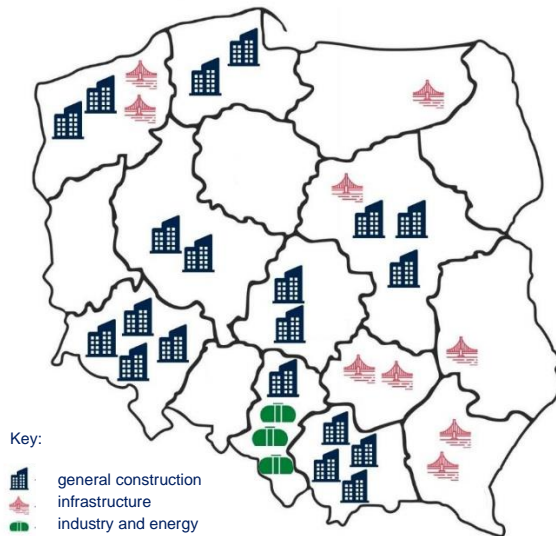 Key:
general construction
infrastructure
industry and energy